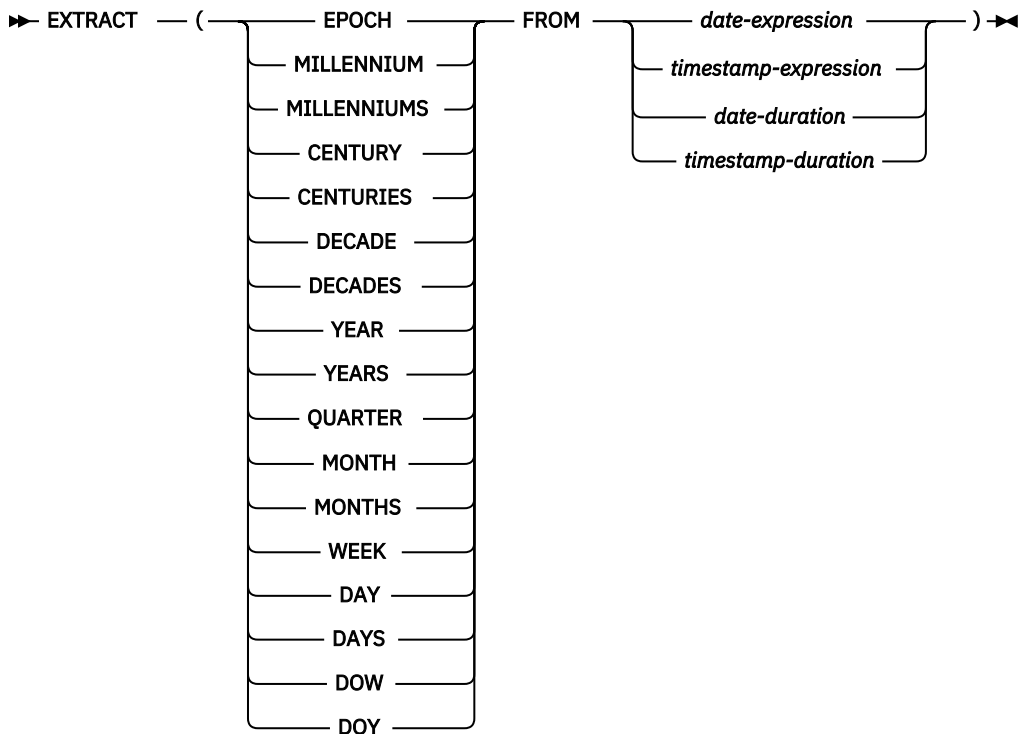 EXTRACT ( EPOCH FROM date-expression )
MILLENNIUM timestamp-expression
MILLENNIUMS date-duration
CENTURY timestamp-duration
CENTURIES
DECADE
DECADES
YEAR
YEARS
QUARTER
MONTH
MONTHS
WEEK
DAY
DAYS
DOW
DOY